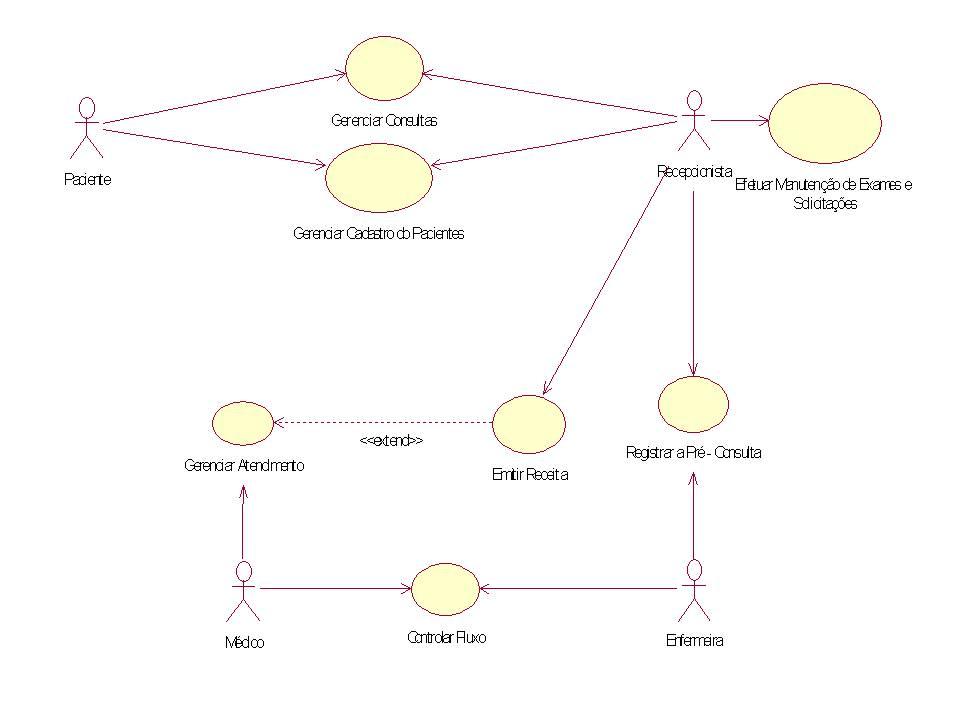 Gerenciar Consultas
Paciente
Recepcionista
Efetuar Manutenção de Exames e
Solicitações
Gerenciar Cadastro do Pacientes
<<extend>>
Gerenciar Atendimento
Emitir Receita
Registrar a Pré - Consulta
Médico
Controlar Fluxo
Enfermeira